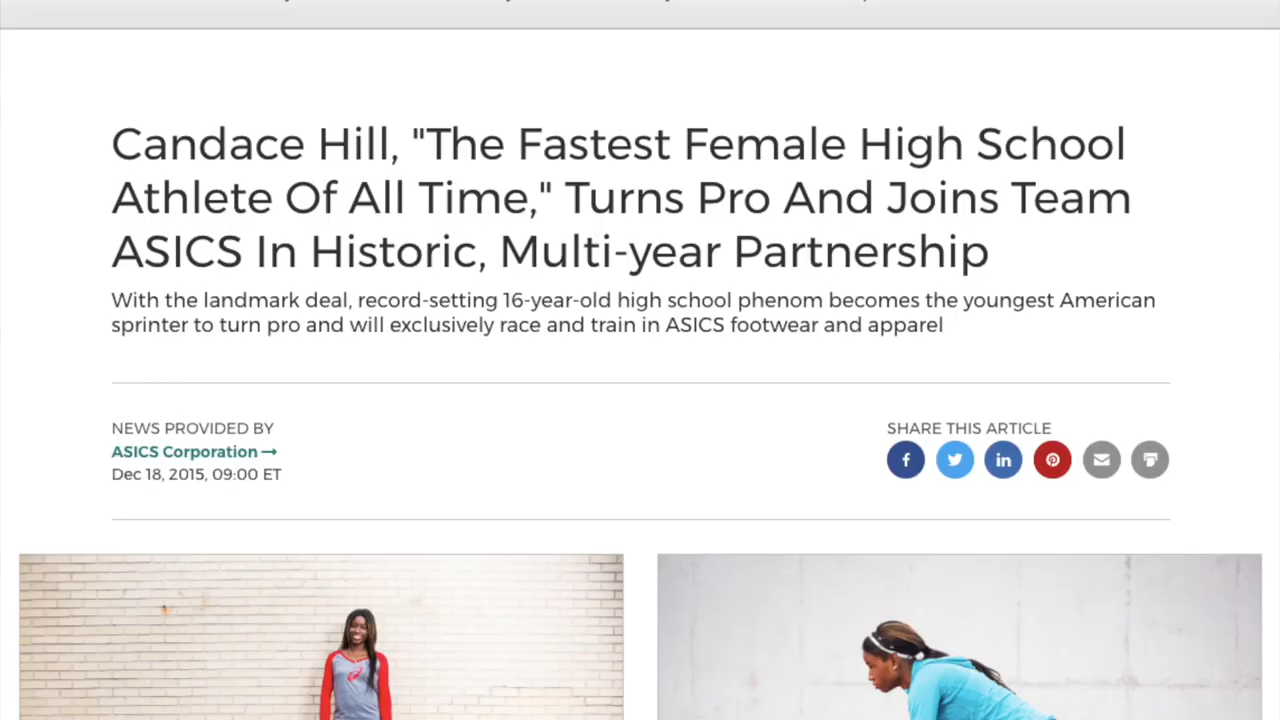 Candace Hill, "The Fastest Female High School
Athlete Of All Time," Turns Pro And Joins Team
ASICS In Historic, Multi-year Partnership
With the landmark deal, record-setting 16-year-old high school phenom becomes the youngest American
sprinter to turn pro and will exclusively race and train in ASICS footwear and apparel
NEWS PROVIDED BY
ASICS Corporation →
Dec 18, 2015, 09:00 ET
SHARE THIS ARTICLE